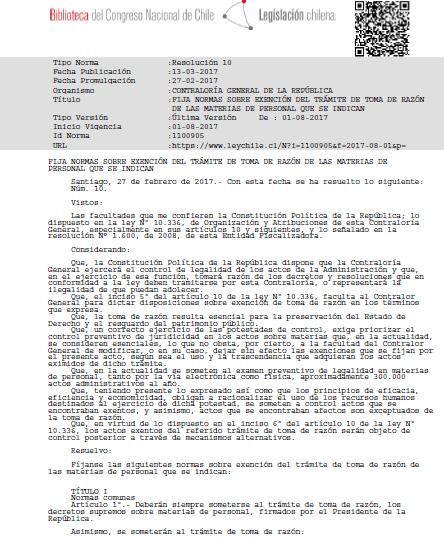 Biblioteca del Congreso Nacional de Chile Legislación chilena
Tipo Norma :Resolución 10
Fecha Publicación :13-03-2017
Fecha Promulgación :27-02-2017
Organismo :CONTRALORÍA GENERAL DE LA REPÚBLICA
Título :FIJA NORMAS SOBRE EXENCIÓN DEL TRÁMITE DE TOMA DE RAZÓN
DE LAS MATERIAS DE PERSONAL QUE SE INDICAN
Tipo Versión :Última Versión De : 01-08-2017
Inicio Vigencia :01-08-2017
Id Norma :1100905
URL :https://www.leychile.cl/N?i=1100905&f=2017-08-01&p=
FIJA NORMAS SOBRE EXENCIÓN DEL TRÁMITE DE TOMA DE RAZÓN DE LAS MATERIAS DE
PERSONAL QUE SE INDICAN
Santiago, 27 de febrero de 2017.- Con esta fecha se ha resuelto lo siguiente:
Núm. 10.
Vistos:
Las facultades que me confieren la Constitución Política de la República; lo
dispuesto en la ley N° 10.336, de Organización y Atribuciones de esta Contraloría
General, especialmente en sus artículos 10 y siguientes, y lo señalado en la
resolución N° 1.600, de 2008, de esta Entidad Fiscalizadora.
Considerando:
Que, la Constitución Política de la República dispone que la Contraloría
General ejercerá el control de legalidad de los actos de la Administración y que,
en el ejercicio de esa función, tomará razón de los decretos y resoluciones que en
conformidad a la ley deben tramitarse por esta Contraloría, o representará la
ilegalidad de que puedan adolecer.
Que, el inciso 5° del artículo 10 de la ley N° 10.336, faculta al Contralor
General para dictar disposiciones sobre exención de toma de razón en los términos
que expresa.
Que, la toma de razón resulta esencial para la preservación del Estado de
Derecho y el resguardo del patrimonio público.
Que, un correcto ejercicio de las potestades de control, exige priorizar el
control preventivo de juridicidad en los actos sobre materias que, en la actualidad,
se consideren esenciales, lo que no obsta, por cierto, a la facultad del Contralor
General de modificar, o en su caso, dejar sin efecto las exenciones que se fijan por
el presente acto, según sea el uso y la trascendencia que adquieran los actos
eximidos de dicho trámite.
Que, en la actualidad se someten al examen preventivo de legalidad en materias
de personal, tanto por la vía electrónica como física, aproximadamente 300.000
actos administrativos al año.
Que, teniendo presente lo expresado así como que los principios de eficacia,
eficiencia y economicidad, obligan a racionalizar el uso de los recursos humanos
destinados al ejercicio de dicha potestad, se someten a control actos que se
encontraban exentos, y asimismo, actos que se encontraban afectos son exceptuados de
la toma de razón.
Que, en virtud de lo dispuesto en el inciso 6° del artículo 10 de la ley N°
10.336, los actos exentos del referido trámite de toma de razón serán objeto de
control posterior a través de mecanismos alternativos.
Resuelvo:
Fíjanse las siguientes normas sobre exención del trámite de toma de razón de
las materias de personal que se indican:
TÍTULO I
Normas comunes
Artículo 1°.- Deberán siempre someterse al trámite de toma de razón, los
decretos supremos sobre materias de personal, firmados por el Presidente de la
República.
Asimismo, se someterán al trámite de toma de razón: